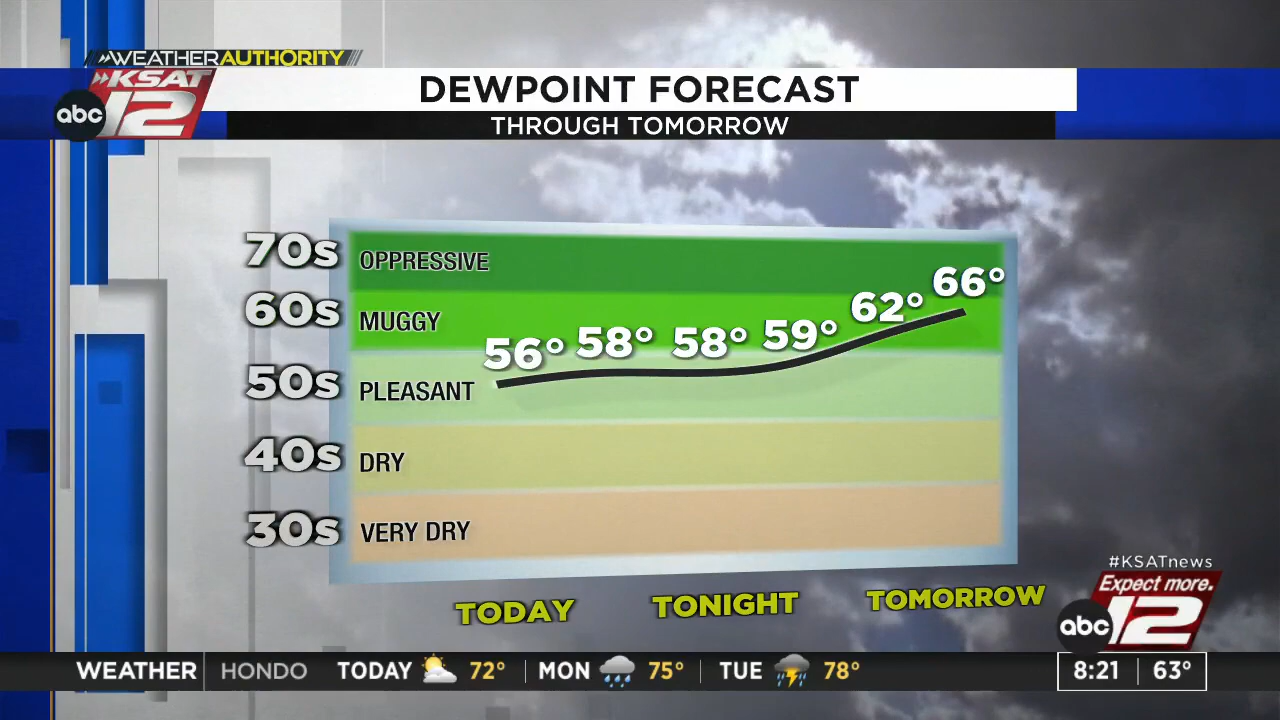 WEATHERAUTHORITY
KSAT
abc 12
DEWPOINT FORECAST
THROUGH TOMORROW
70s OPPRESSIVE
60s MUGGY
50s PLEASANT
40s DRY
30s VERY DRY
56° 58° 58° 59° 62° 66°
TODAY TONIGHT TOMORROW
#KSATnews
Expect more.
abc 12
WEATHER HONDO TODAY 72° MON 75° TUE 78° 8:21 63°